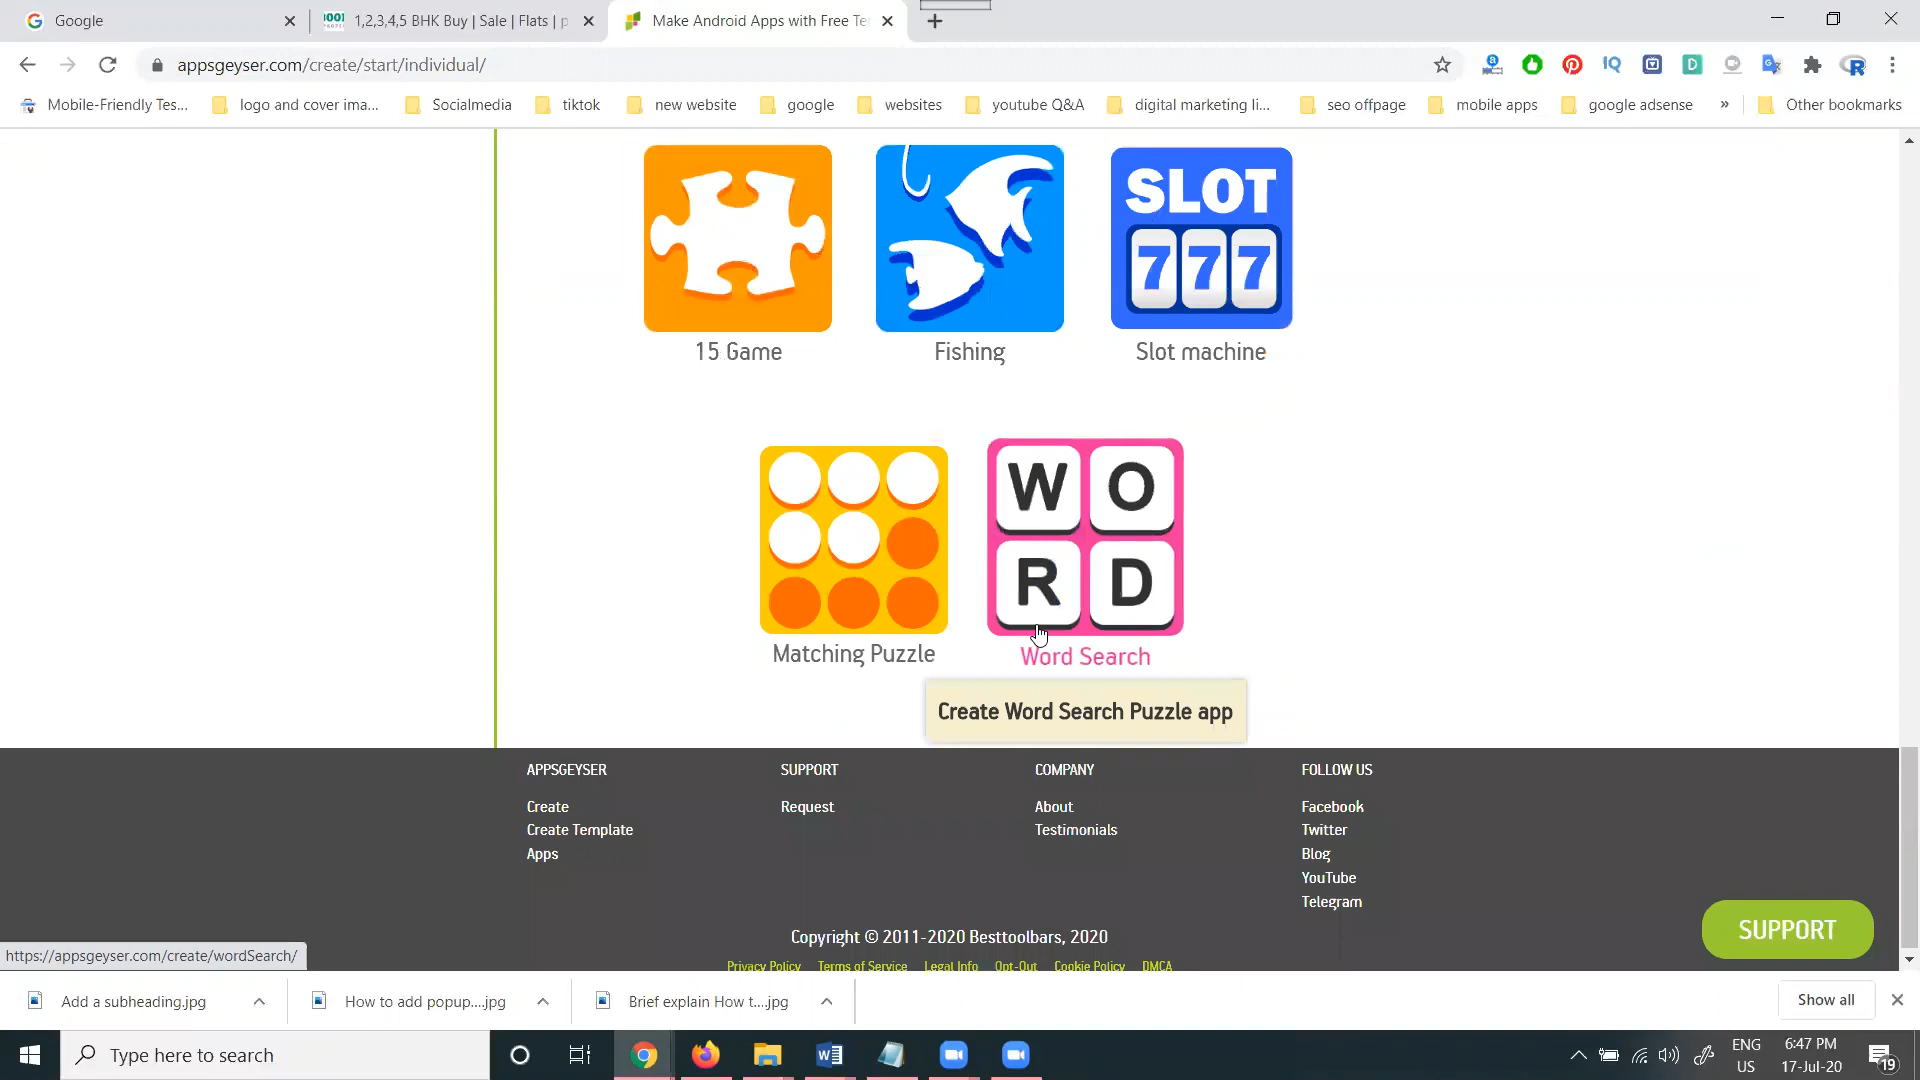 Google
1,2,3,4,5 BHK Buy | Sale | Flats | p
Make Android Apps with Free Te
appsgeyser.com/create/start/individual/
Mobile-Friendly Tes...
logo and cover ima...
Socialmedia
tiktok
new website
google
websites
youtube Q&A
digital marketing li...
seo offpage
mobile apps
google adsense
»
Other bookmarks
SLOT
777
15 Game
Fishing
Slot machine
W O
R D
Matching Puzzle
Word Search
Create Word Search Puzzle app
APPSGEYSER
Create
Create Template
Apps
SUPPORT
Request
COMPANY
About
Testimonials
FOLLOW US
Facebook
Twitter
Blog
YouTube
Telegram
SUPPORT
Copyright © 2011-2020 Besttoolbars, 2020
Privacy Policy Terms of Service Legal Info Opt-Out Cookie Policy DMCA
https://appsgeyser.com/create/wordSearch/
Add a subheading.jpg
How to add popup....jpg
Brief explain How t....jpg
Show all
Type here to search
ENG
US
6:47 PM
17-Jul-20
19